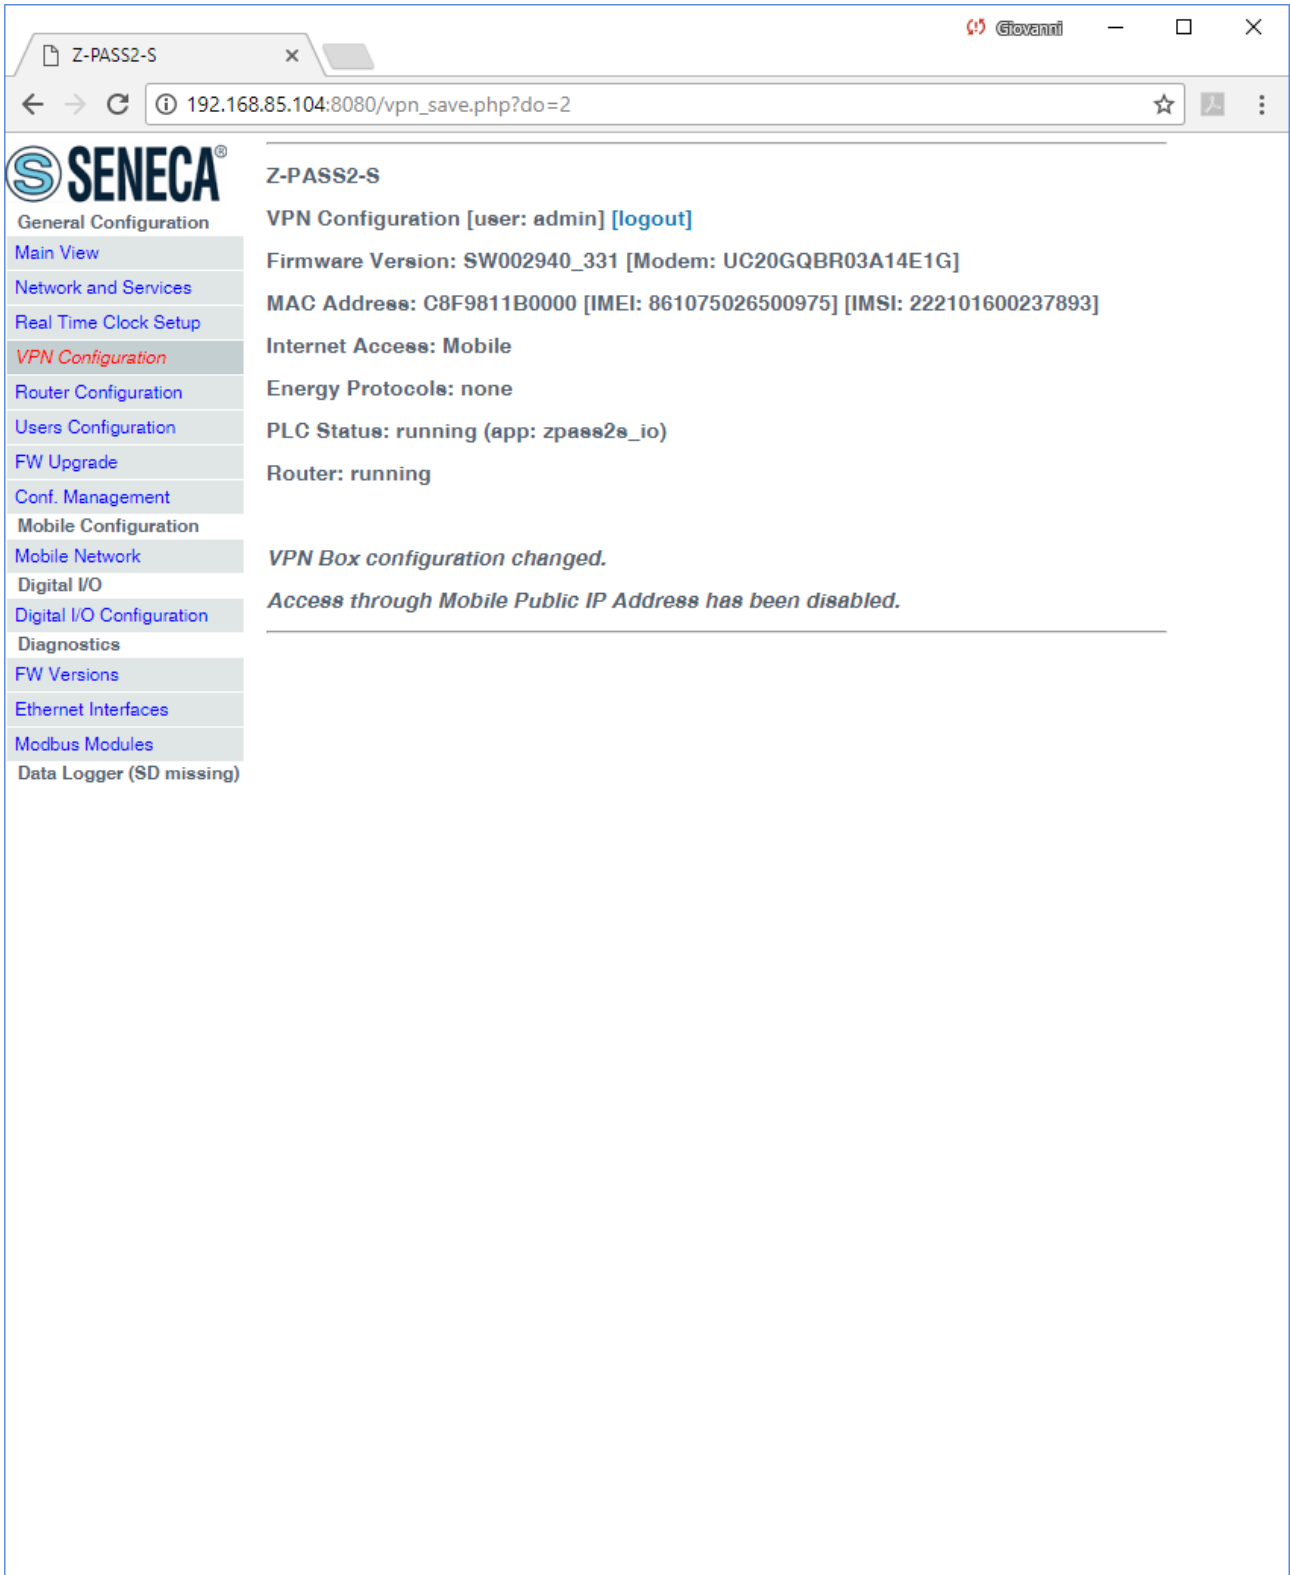 Giovanni
Z-PASS2-S
192.168.85.104:8080/vpn_save.php?do=2
S SENECA®
General Configuration
Main View
Network and Services
Real Time Clock Setup
VPN Configuration
Router Configuration
Users Configuration
FW Upgrade
Conf. Management
Mobile Configuration
Mobile Network
Digital I/O
Digital I/O Configuration
Diagnostics
FW Versions
Ethernet Interfaces
Modbus Modules
Data Logger (SD missing)
Z-PASS2-S
VPN Configuration [user: admin] [logout]
Firmware Version: SW002940_331 [Modem: UC20GQBR03A14E1G]
MAC Address: C8F9811B0000 [IMEI: 861075026500975] [IMSI: 222101600237893]
Internet Access: Mobile
Energy Protocols: none
PLC Status: running (app: zpass2s_io)
Router: running
VPN Box configuration changed.
Access through Mobile Public IP Address has been disabled.